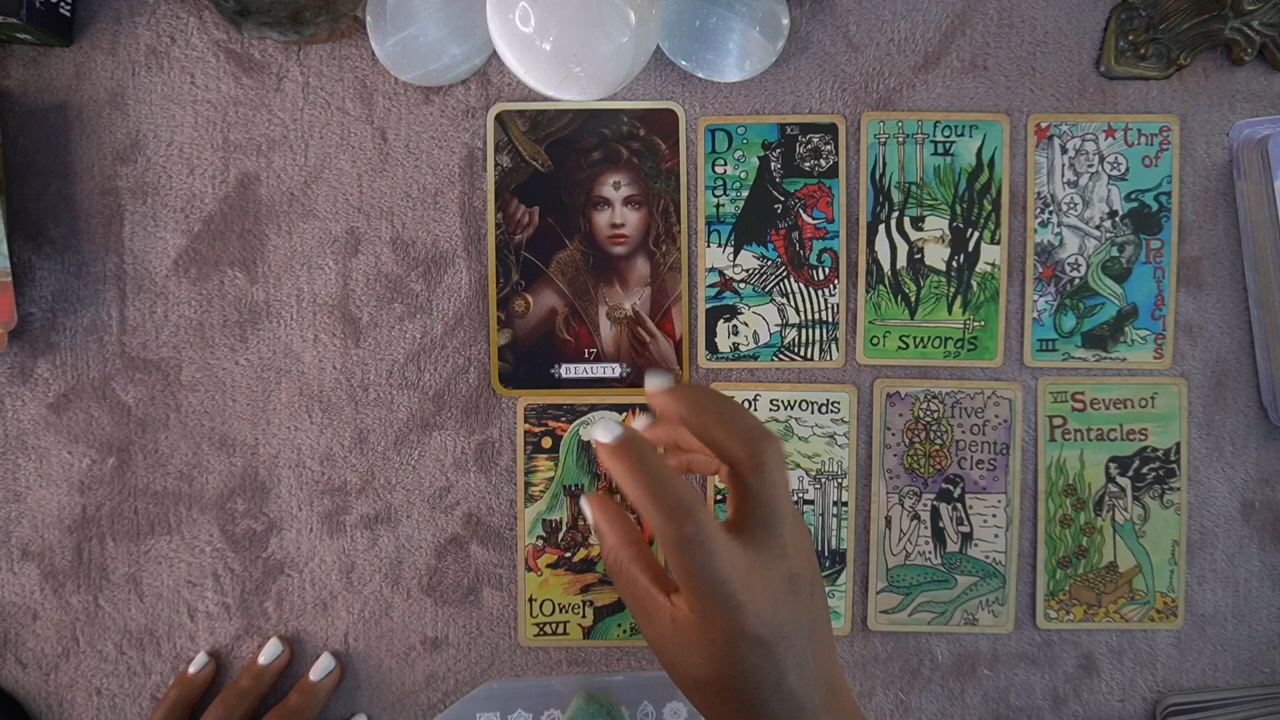 17
BEAUTY
Death
XIII
four
IV
of swords
22
three
of
Pentacles
III
tower
XVI
of swords
five
of
penta
cles
VII Seven of
Pentacles